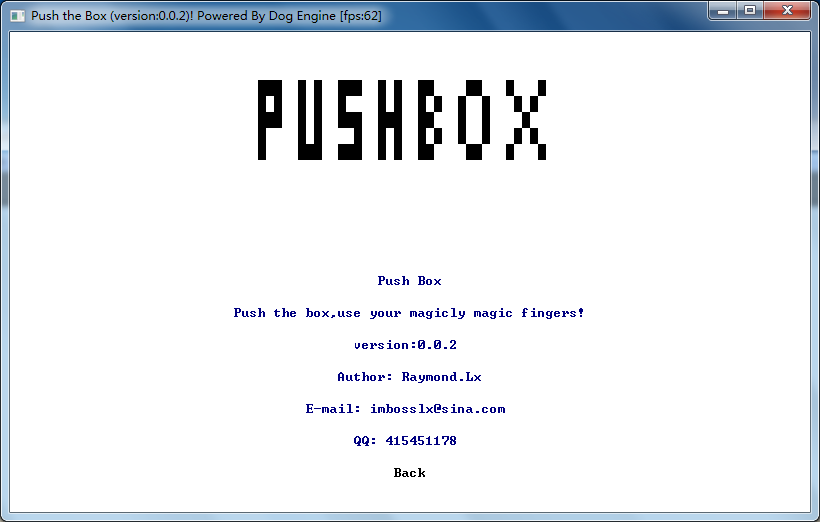 Push the Box (version:0.0.2)! Powered By Dog Engine [fps:62]
PUSHBOX
Push Box
Push the box,use your magicly magic fingers!
version:0.0.2
Author: Raymond.Lx
E-mail: imbosslx@sina.com
QQ: 415451178
Back